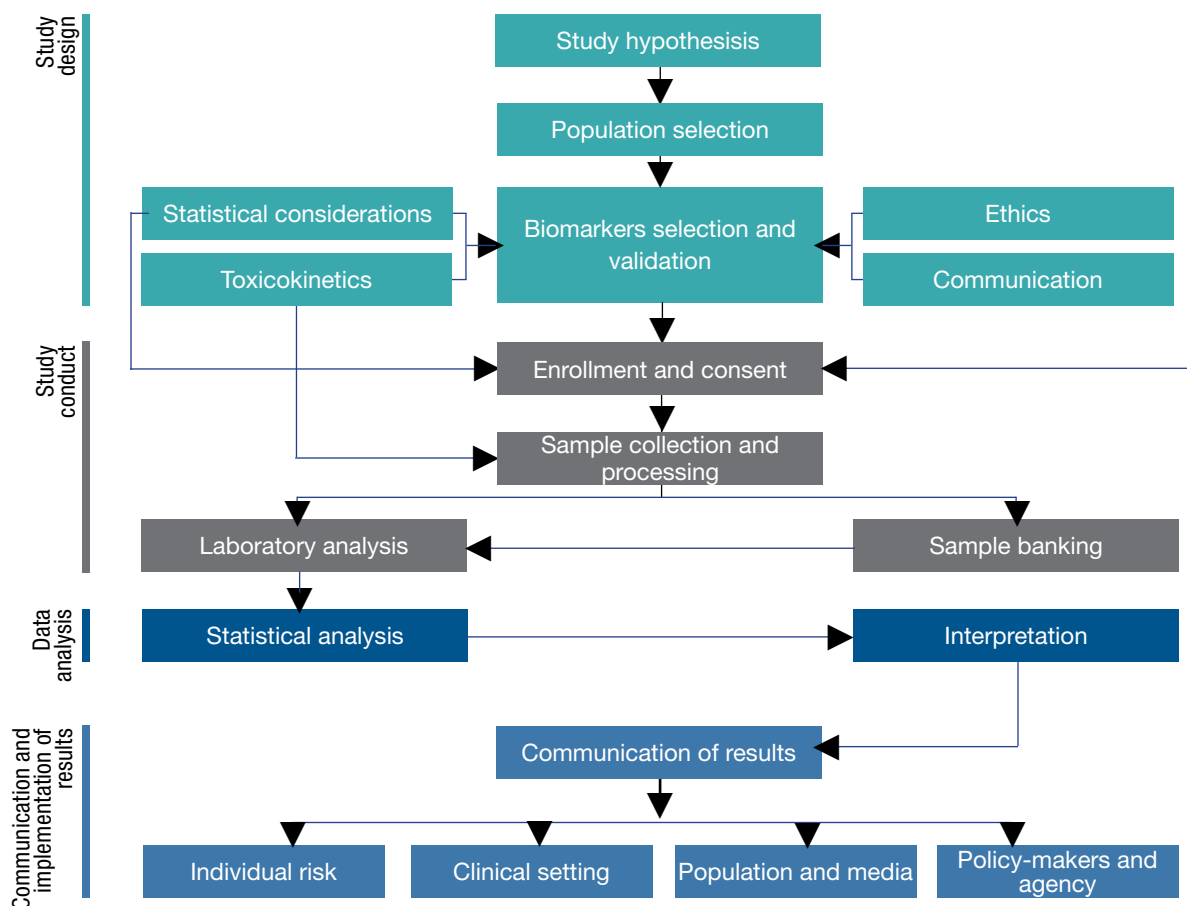 Study
design
Study hypothesisis
Population selection
Statistical considerations
Toxicokinetics
Biomarkers selection and
validation
Ethics
Communication
Study
conduct
Enrollment and consent
Sample collection and
processing
Laboratory analysis
Sample banking
Data
analysis
Statistical analysis
Interpretation
Communication and
implementation of
results
Communication of results
Individual risk
Clinical setting
Population and media
Policy-makers and
agency